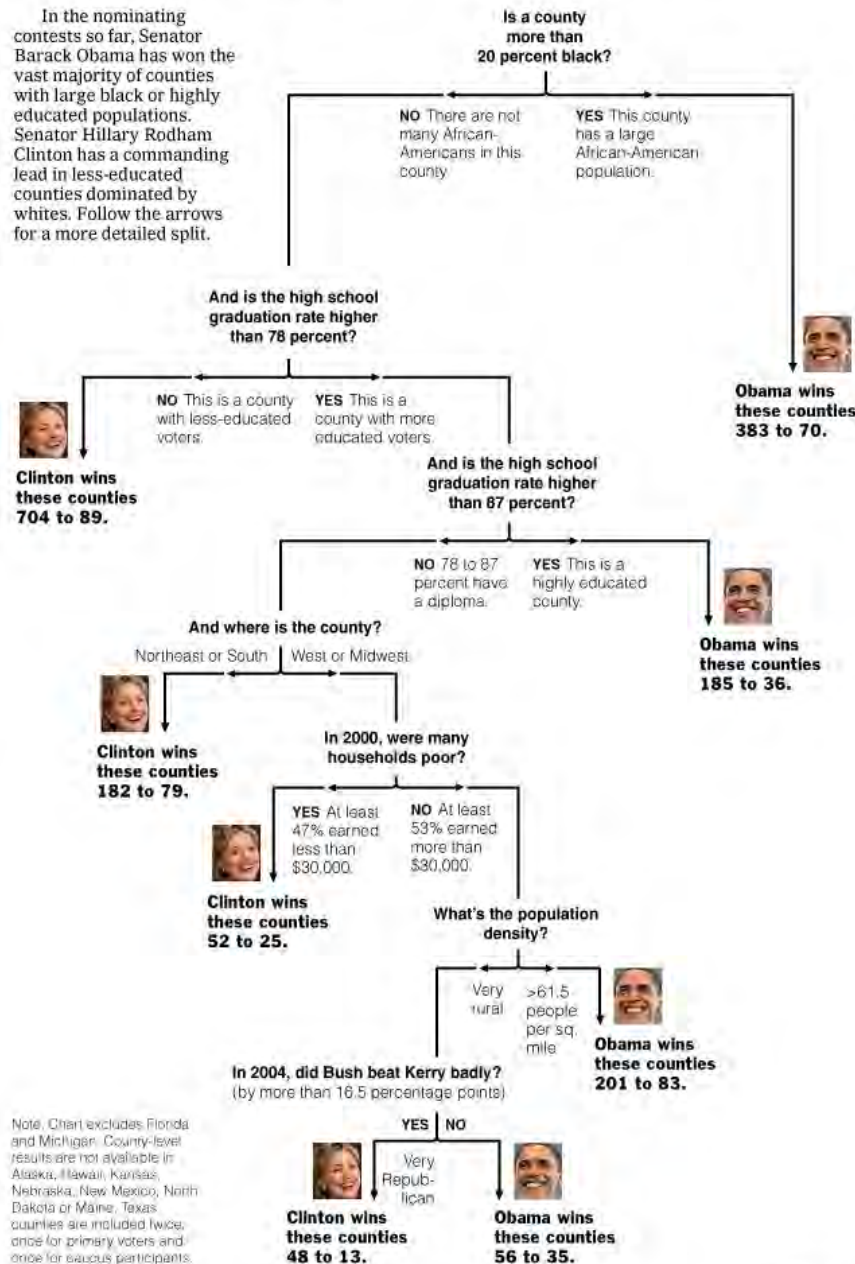 In the nominating
contests so far, Senator
Barack Obama has won the
vast majority of counties
with large black or highly
educated populations.
Senator Hillary Rodham
Clinton has a commanding
lead in less-educated
counties dominated by
whites. Follow the arrows
for a more detailed split.
Is a county
more than
20 percent black?
NO There are not
many African-
Americans in this
county
YES This county
has a large
African-American
population.
And is the high school
graduation rate higher
than 78 percent?
Obama wins
these counties
383 to 70.
NO This is a county
with less-educated
voters.
YES This is a
county with more
educated voters.
Clinton wins
these counties
704 to 89.
And is the high school
graduation rate higher
than 87 percent?
NO 78 to 87
percent have
a diploma.
YES This is a
highly educated
county.
Obama wins
these counties
185 to 36.
And where is the county?
Northeast or South
West or Midwest
Clinton wins
these counties
182 to 79.
In 2000, were many
households poor?
YES At least
47% earned
less than
$30,000.
NO At least
53% earned
more than
$30,000.
Clinton wins
these counties
52 to 25.
What's the population
density?
Very
rural
>61.5
people
per sq.
mile
Obama wins
these counties
201 to 83.
In 2004, did Bush beat Kerry badly?
(by more than 16.5 percentage points)
YES
NO
Very
Repub-
lican
Clinton wins
these counties
48 to 13.
Obama wins
these counties
56 to 35.
Note: Chart excludes Florida
and Michigan. County-level
results are not available in
Alaska, Hawaii, Kansas,
Nebraska, New Mexico, North
Dakota or Maine. Texas
counties are included twice,
once for primary voters and
once for caucus participants.